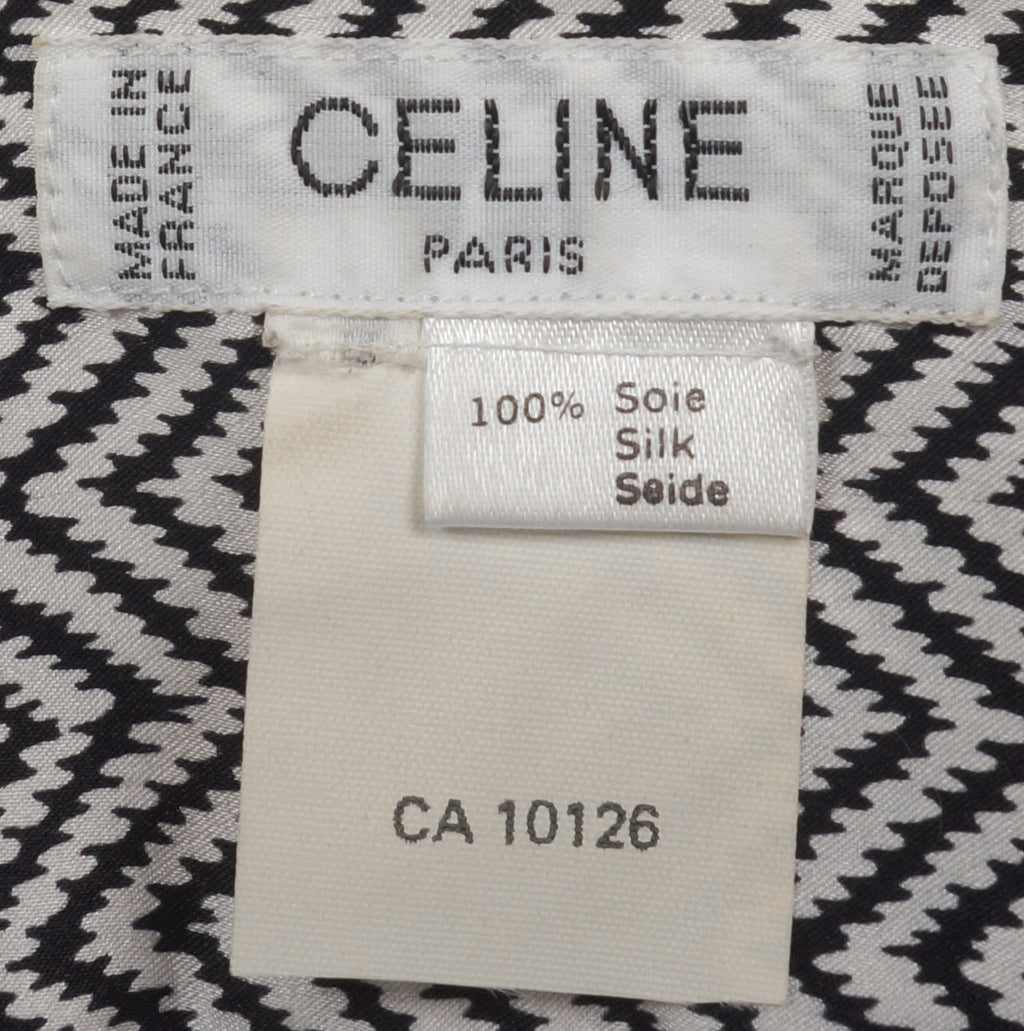 MADE IN
FRANCE
CELINE
PARIS
MARQUE
DEPOSEE
100% Soie
Silk
Seide
CA 10126